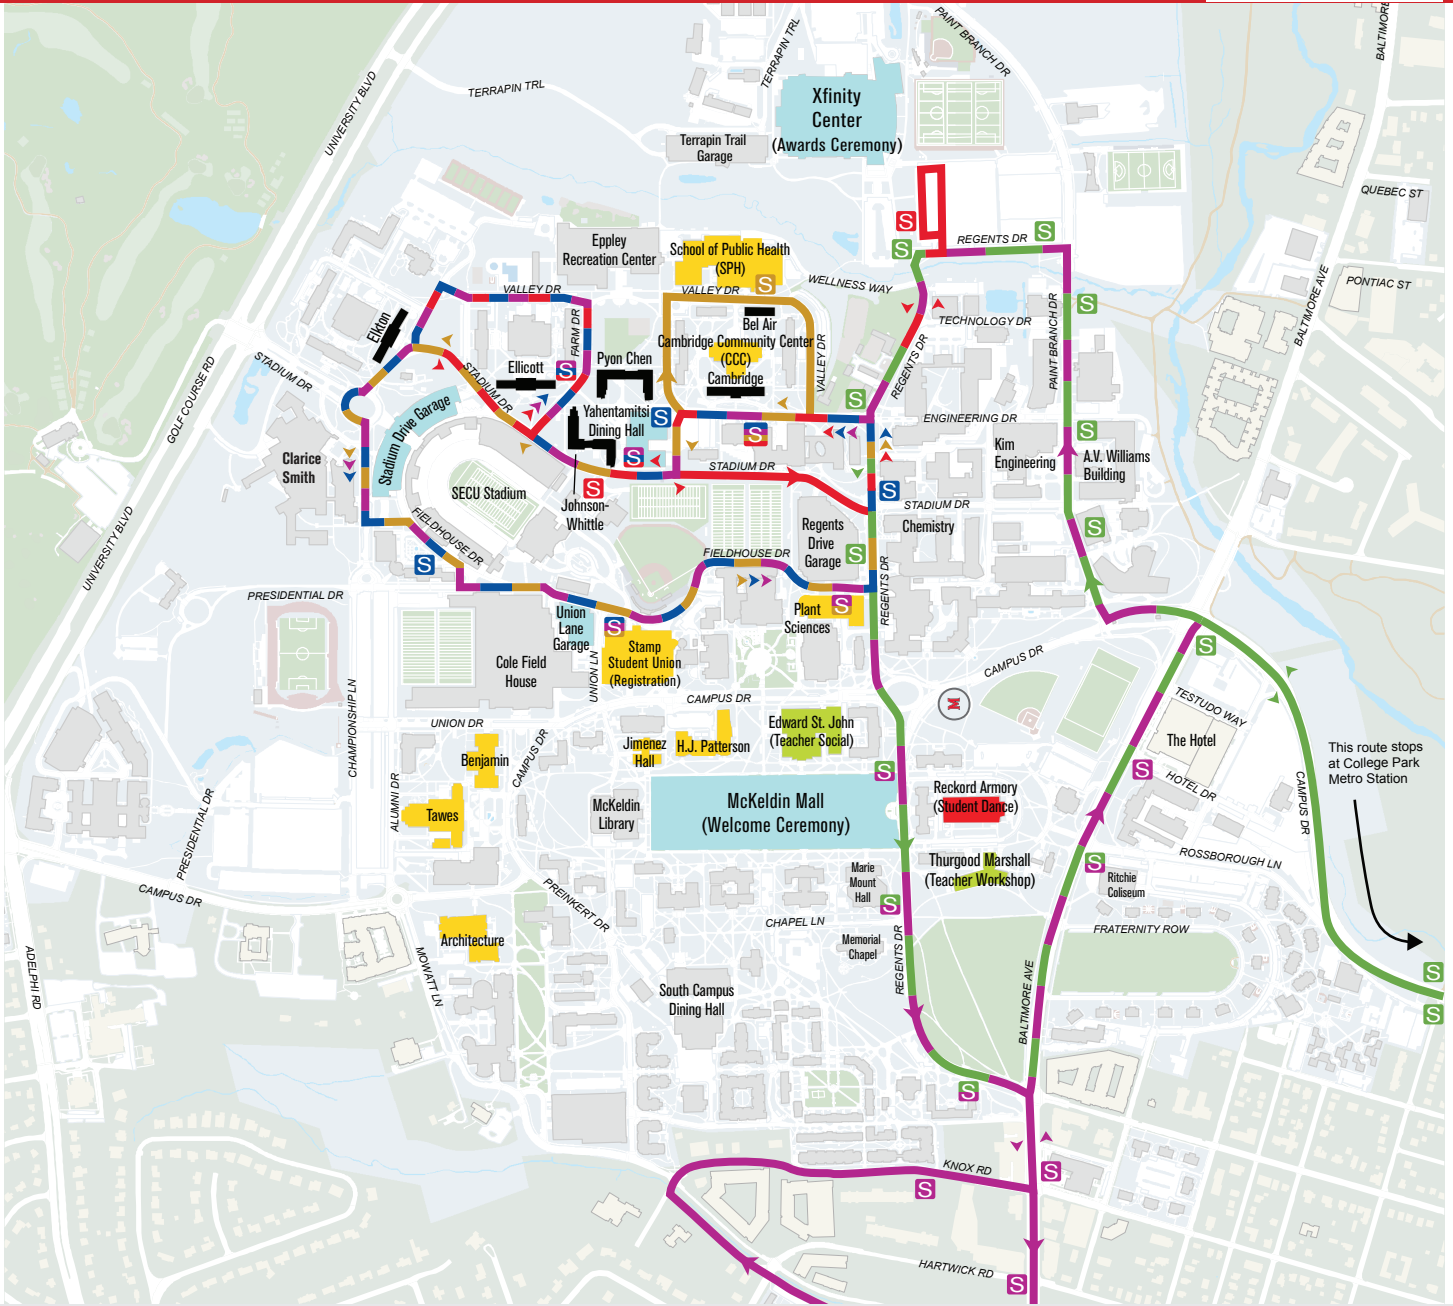 PAINT BRANCH DR
BALTIMORE
TERRAPIN TRL
UNIVERSITY BLVD
TERRAPIN TRL
Xfinity
Center
(Awards Ceremony)
Terrapin Trail
Garage
QUEBEC ST
S
REGENTS DR
S
S
Eppley
Recreation Center
School of Public Health
(SPH)
S
WELLNESS WAY
PONTIAC ST
BALTIMORE AVE
VALLEY DR
VALLEY DR
Elkton
FARM DR
Bel Air
Cambridge Community Center
(CCC)
Cambridge
VALLEY DR
TECHNOLOGY DR
PAINT BRANCH DR
S
REGENTS DR
STADIUM DR
GOLF COURSE RD
STADIUM DR
Ellicott
S
Pyon Chen
Yahentamitsi
Dining Hall
S
S
S
ENGINEERING DR
S
Stadium Drive Garage
S
STADIUM DR
Kim
Engineering
A.V. Williams
Building
Clarice
Smith
SECU Stadium
S
Johnson-
Whittle
S
STADIUM DR
Chemistry
S
Regents
Drive
Garage
S
UNIVERSITY BLVD
FIELDHOUSE DR
S
FIELDHOUSE DR
REGENTS DR
PRESIDENTIAL DR
Union
Lane
Garage
S
Plant
Sciences
S
Stamp
Student Union
(Registration)
UNION LN
Cole Field
House
CAMPUS DR
S
CHAMPIONSHIP LN
UNION DR
CAMPUS DR
M
TESTUDO WAY
The Hotel
HOTEL DR
This route stops
at College Park
Metro Station
CAMPUS DR
Edward St. John
(Teacher Social)
Jimenez
Hall
H.J. Patterson
Benjamin
CAMPUS DR
S
S
ALUMNI DR
Tawes
McKeldin
Library
McKeldin Mall
(Welcome Ceremony)
Reckord Armory
(Student Dance)
PRESIDENTIAL DR
CAMPUS DR
PREINKERT DR
Marie
Mount
Hall
Thurgood Marshall
(Teacher Workshop)
S
Ritchie
Coliseum
ROSSBOROUGH LN
S
CHAPEL LN
FRATERNITY ROW
Architecture
Memorial
Chapel
REGENTS DR
ADELPHI RD
MOWATT LN
South Campus
Dining Hall
BALTIMORE AVE
S
S
S
KNOX RD
S
S
HARTWICK RD
S